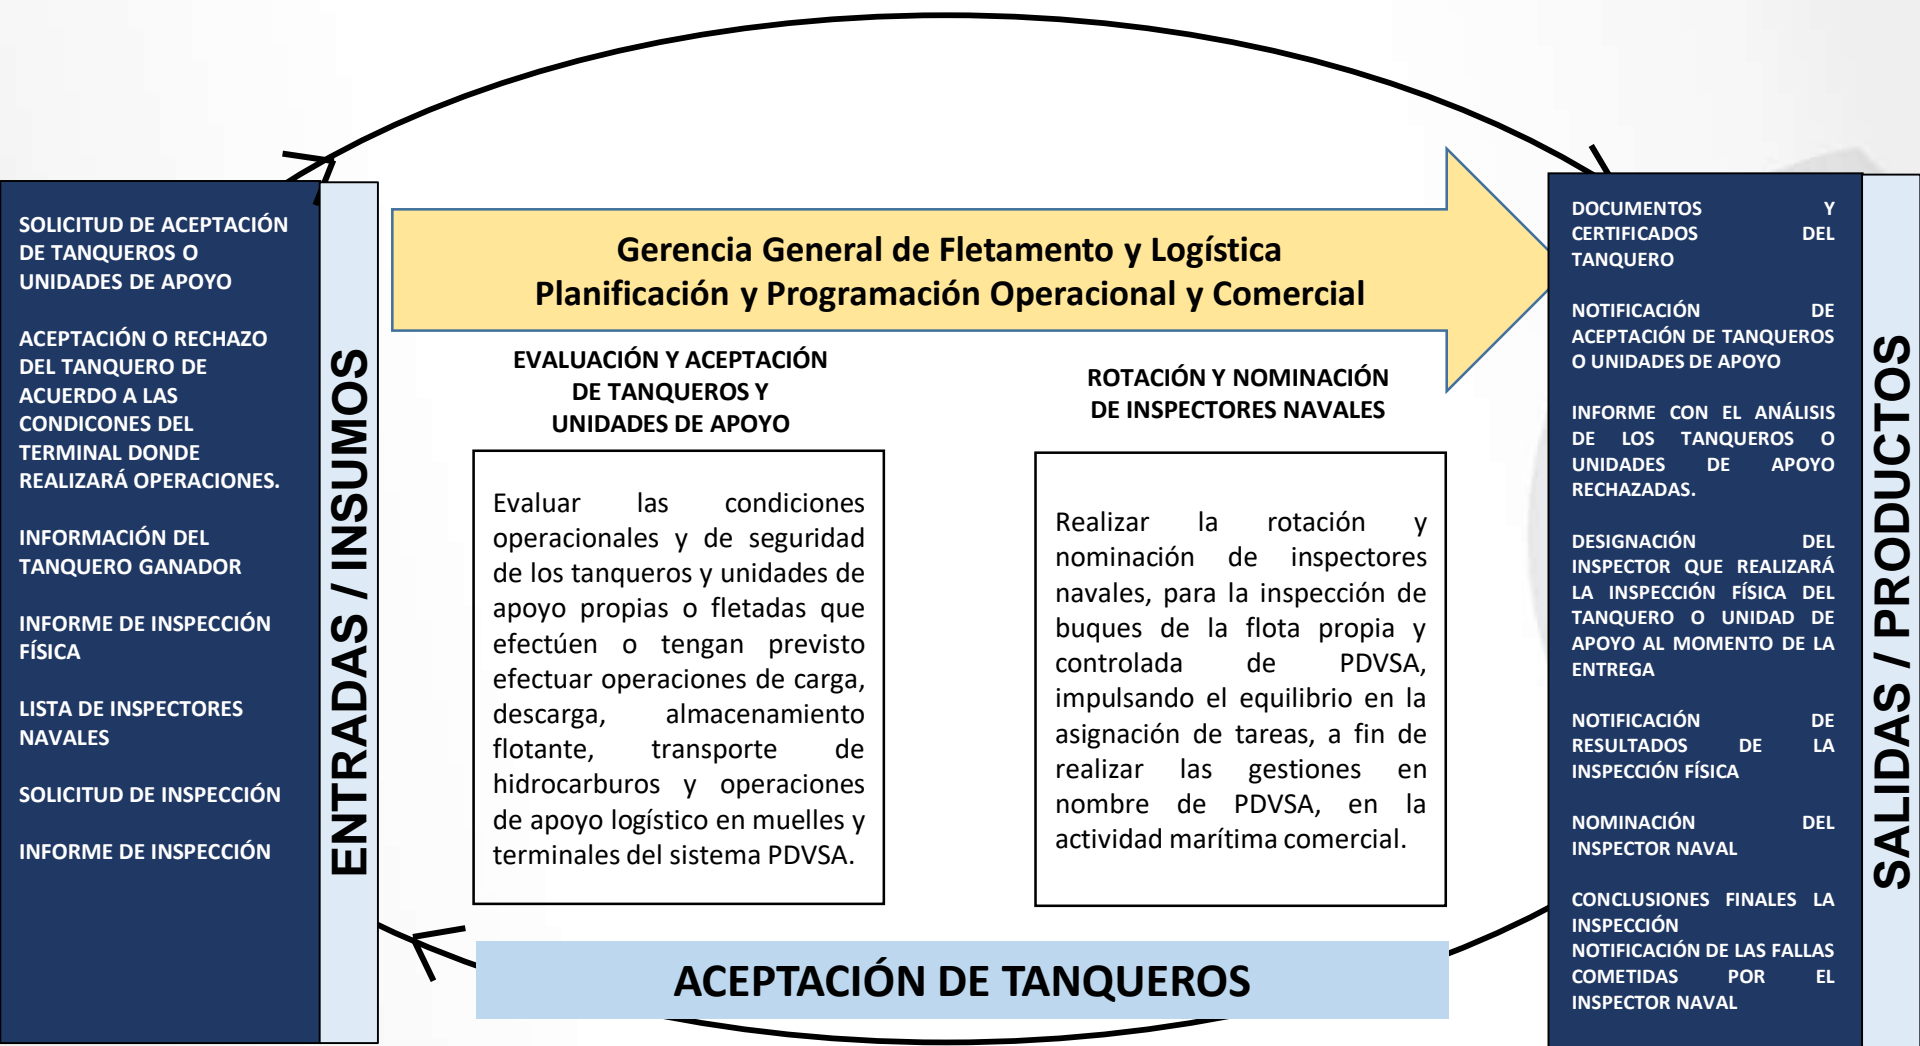 SOLICITUD DE ACEPTACIÓN
DE TANQUEROS O
UNIDADES DE APOYO
ACEPTACIÓN O RECHAZO
DEL TANQUERO DE
ACUERDO A LAS
CONDICONES DEL
TERMINAL DONDE
REALIZARÁ OPERACIONES.
INFORMACIÓN DEL
TANQUERO GANADOR
INFORME DE INSPECCIÓN
FÍSICA
LISTA DE INSPECTORES
NAVALES
SOLICITUD DE INSPECCIÓN
INFORME DE INSPECCIÓN
ENTRADAS / INSUMOS
Gerencia General de Fletamento y Logística
Planificación y Programación Operacional y Comercial
EVALUACIÓN Y ACEPTACIÓN
DE TANQUEROS Y
UNIDADES DE APOYO
Evaluar las condiciones
operacionales y de seguridad
de los tanqueros y unidades de
apoyo propias o fletadas que
efectúen o tengan previsto
efectuar operaciones de carga,
descarga, almacenamiento
flotante, transporte de
hidrocarburos y operaciones
de apoyo logístico en muelles y
terminales del sistema PDVSA.
ROTACIÓN Y NOMINACIÓN
DE INSPECTORES NAVALES
Realizar la rotación y
nominación de inspectores
navales, para la inspección de
buques de la flota propia y
controlada de PDVSA,
impulsando el equilibrio en la
asignación de tareas, a fin de
realizar las gestiones en
nombre de PDVSA, en la
actividad marítima comercial.
ACEPTACIÓN DE TANQUEROS
DOCUMENTOS Y
CERTIFICADOS DEL
TANQUERO
NOTIFICACIÓN DE
ACEPTACIÓN DE TANQUEROS
O UNIDADES DE APOYO
INFORME CON EL ANÁLISIS
DE LOS TANQUEROS O
UNIDADES DE APOYO
RECHAZADAS.
DESIGNACIÓN DEL
INSPECTOR QUE REALIZARÁ
LA INSPECCIÓN FÍSICA DEL
TANQUERO O UNIDAD DE
APOYO AL MOMENTO DE LA
ENTREGA
NOTIFICACIÓN DE
RESULTADOS DE LA
INSPECCIÓN FÍSICA
NOMINACIÓN DEL
INSPECTOR NAVAL
CONCLUSIONES FINALES LA
INSPECCIÓN
NOTIFICACIÓN DE LAS FALLAS
COMETIDAS POR EL
INSPECTOR NAVAL
SALIDAS / PRODUCTOS